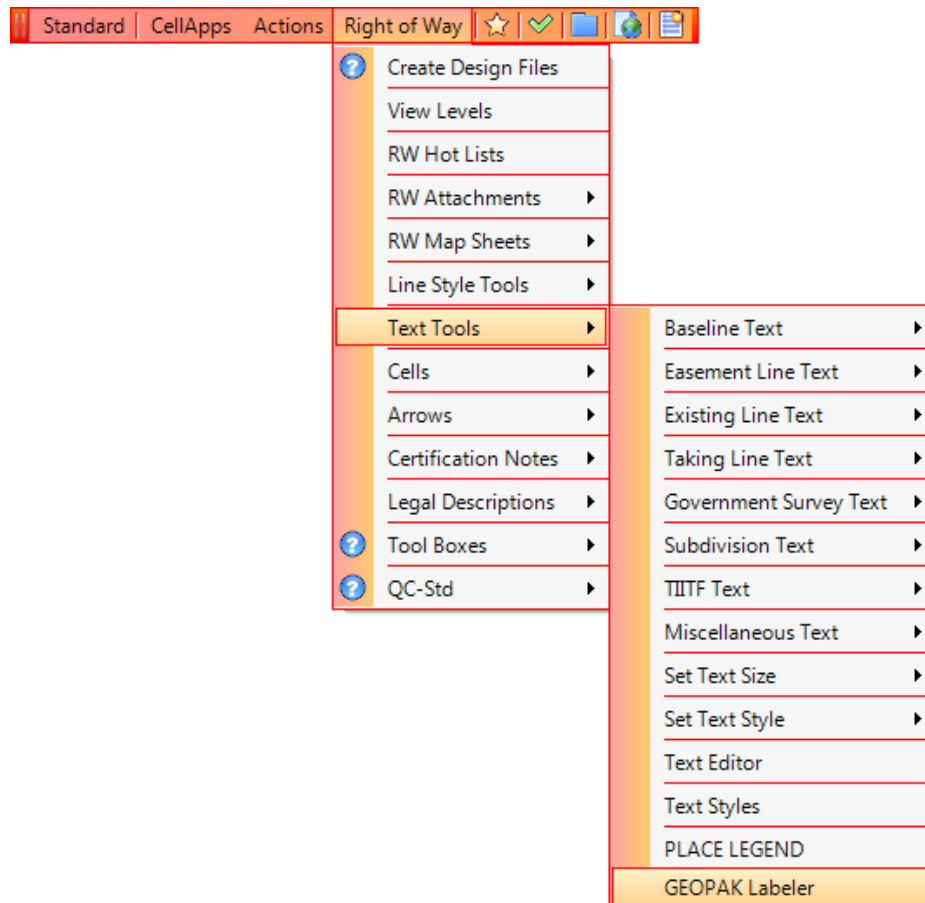 Standard CellApps Actions Right of Way
Create Design Files
View Levels
RW Hot Lists
RW Attachments
RW Map Sheets
Line Style Tools
Text Tools
Cells
Arrows
Certification Notes
Legal Descriptions
Tool Boxes
QC-Std
Baseline Text
Easement Line Text
Existing Line Text
Taking Line Text
Government Survey Text
Subdivision Text
TIITF Text
Miscellaneous Text
Set Text Size
Set Text Style
Text Editor
Text Styles
PLACE LEGEND
GEOPAK Labeler